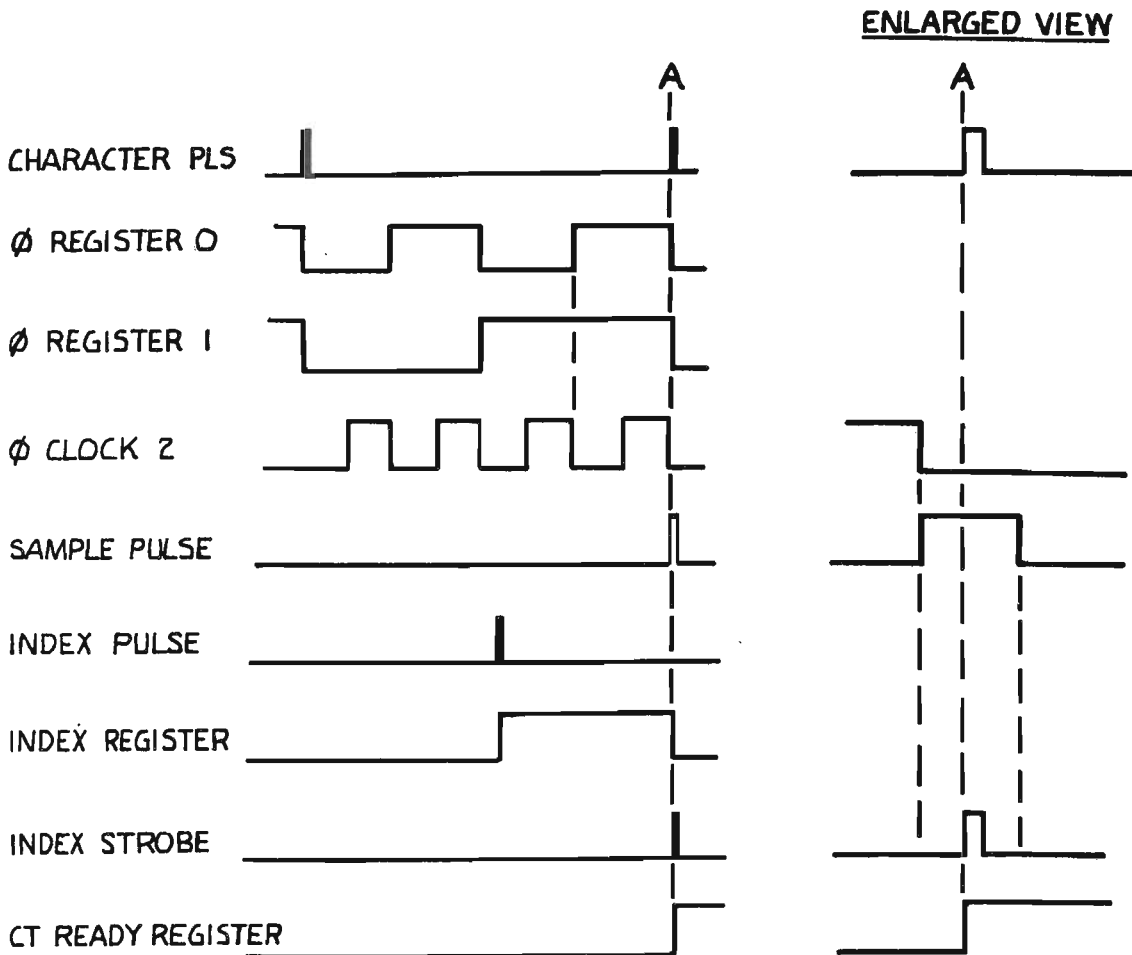 ENLARGED VIEW
A
A
CHARACTER PLS
Ø REGISTER 0
Ø REGISTER 1
Ø CLOCK 2
SAMPLE PULSE
INDEX PULSE
INDEX REGISTER
INDEX STROBE
CT READY REGISTER